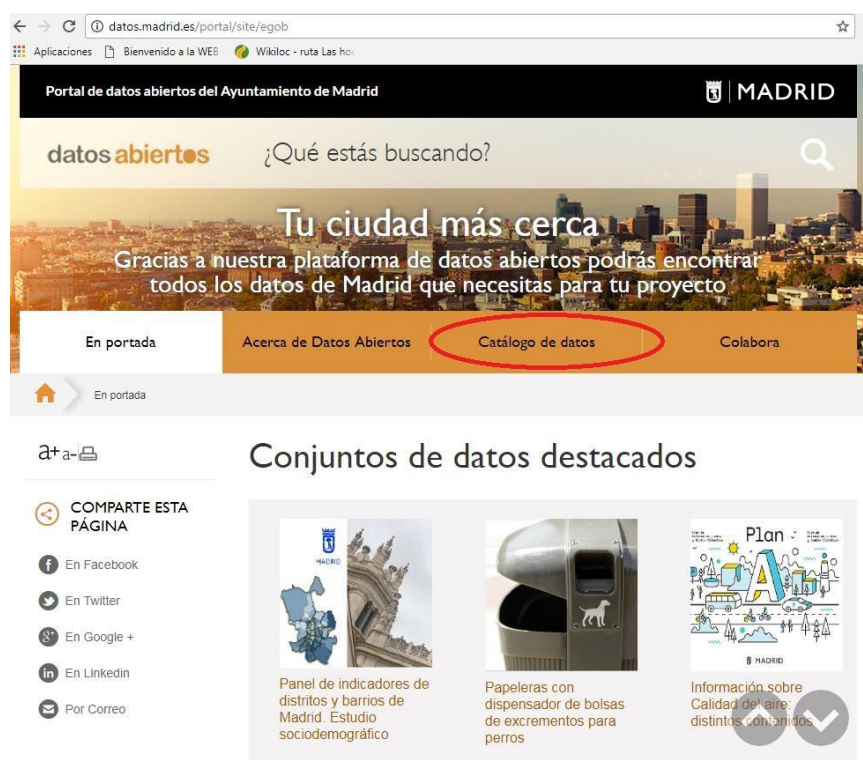 datos.madrid.es/portal/site/egob
Aplicaciones Bienvenido a la WEB Wikiloc - ruta Las hoc
Portal de datos abiertos del Ayuntamiento de Madrid
MADRID
datos abiertos
¿Qué estás buscando?
Tu ciudad más cerca
Gracias a nuestra plataforma de datos abiertos podrás encontrar
todos los datos de Madrid que necesitas para tu proyecto
En portada
Acerca de Datos Abiertos
Catálogo de datos
Colabora
En portada
a+ a-
COMPARTE ESTA
PÁGINA
En Facebook
En Twitter
En Google +
En Linkedin
Por Correo
Conjuntos de datos destacados
MADRID
Panel de indicadores de
distritos y barrios de
Madrid. Estudio
sociodemográfico
Papeleras con
dispensador de bolsas
de excrementos para
perros
Plan
A
MADRID
Información sobre
Calidad del aire:
distintos contenidos